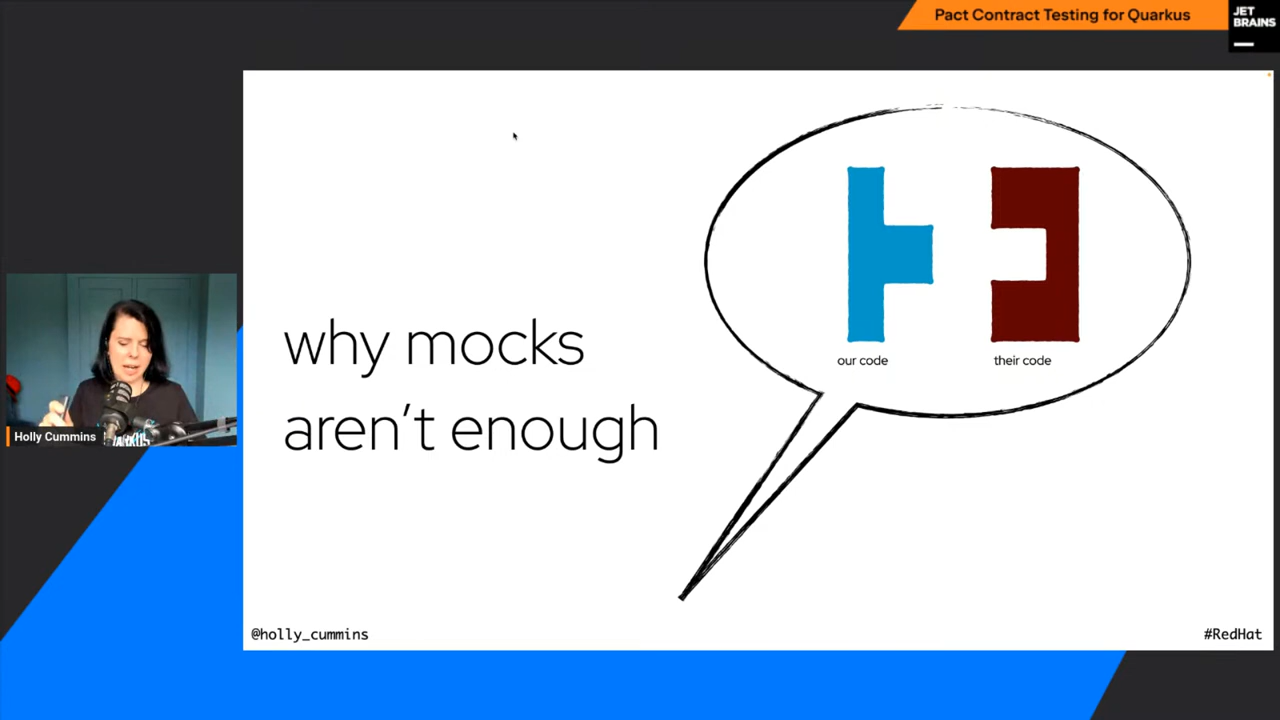 Pact Contract Testing for Quarkus
JET
BRAINS
our code
their code
why mocks
aren't enough
Holly Cummins
@holly_cummins
#RedHat